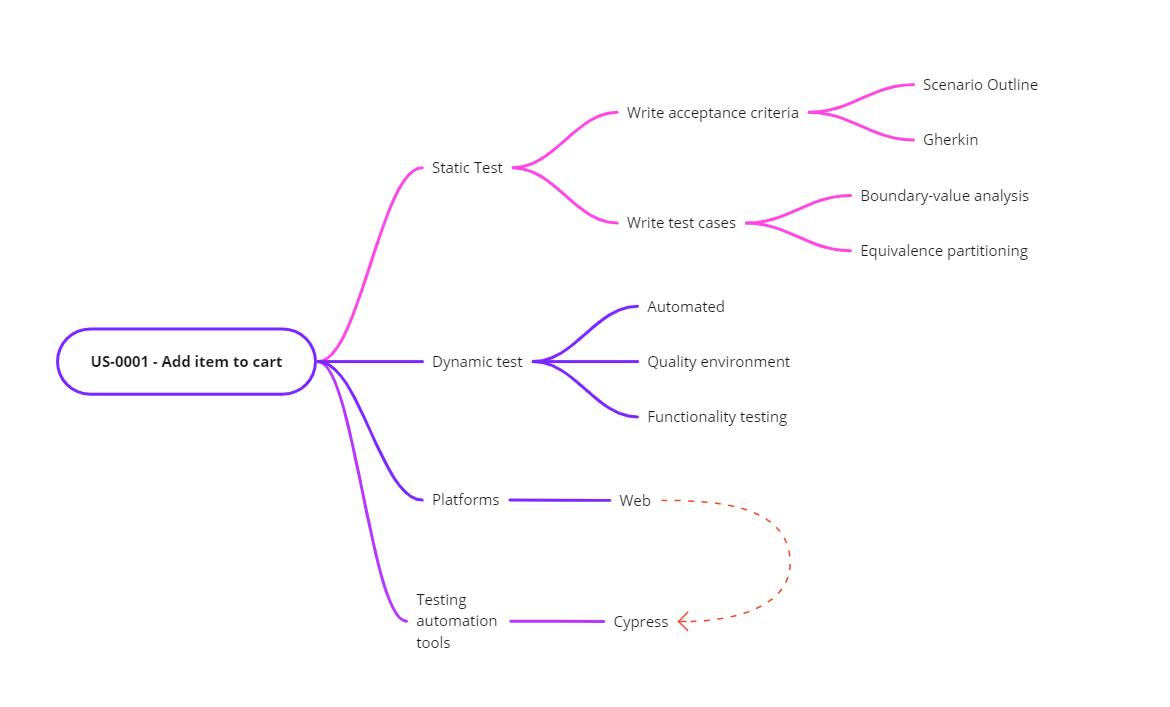 US-0001 - Add item to cart
Static Test
Write acceptance criteria
Scenario Outline
Gherkin
Write test cases
Boundary-value analysis
Equivalence partitioning
Dynamic test
Automated
Quality environment
Functionality testing
Platforms
Web
Testing
automation
tools
Cypress